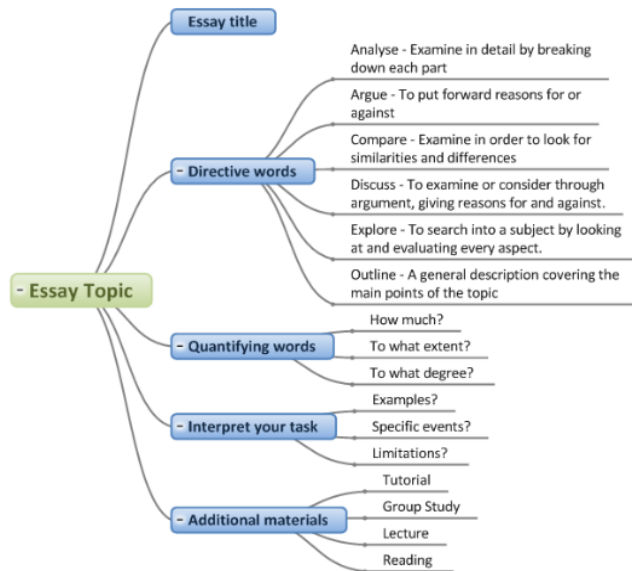 Essay title
Analyse - Examine in detail by breaking
down each part
Argue - To put forward reasons for or
against
Compare - Examine in order to look for
similarities and differences
Directive words
Discuss - To examine or consider through
argument, giving reasons for and against.
Explore - To search into a subject by looking
at and evaluating every aspect.
Outline - A general description covering the
main points of the topic
Essay Topic
How much?
Quantifying words
To what extent?
To what degree?
Examples?
Interpret your task
Specific events?
Limitations?
Tutorial
Group Study
Additional materials
Lecture
Reading